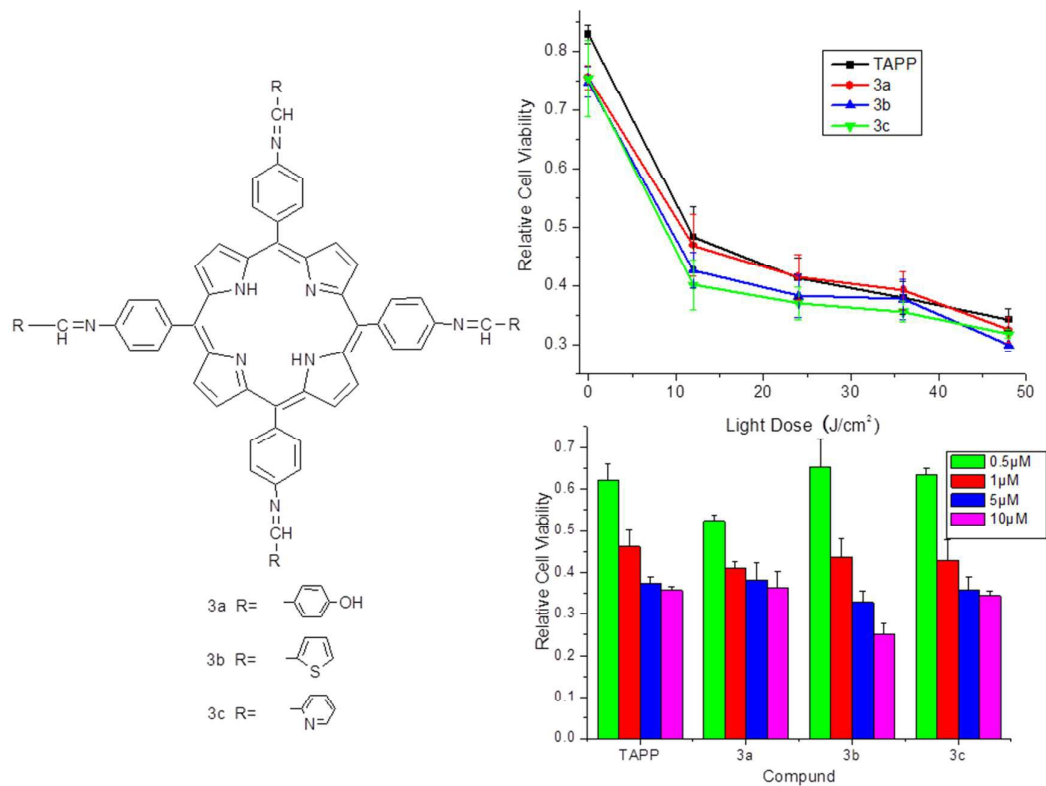 R
CH
N
NH
N
R
C
H
N
N
C
H
R
N
HN
N
CH
R
3a R=
OH
3b R=
S
3c R=
N
Relative Cell Viability
0.8
0.7
0.6
0.5
0.4
0.3
TAPP
3a
3b
3c
0 10 20 30 40 50
Light Dose (J/cm²)
Relative Cell Viability
0.7
0.6
0.5
0.4
0.3
0.2
0.1
0.0
0.5μM
1μM
5μM
10μM
TAPP 3a 3b 3c
Compund